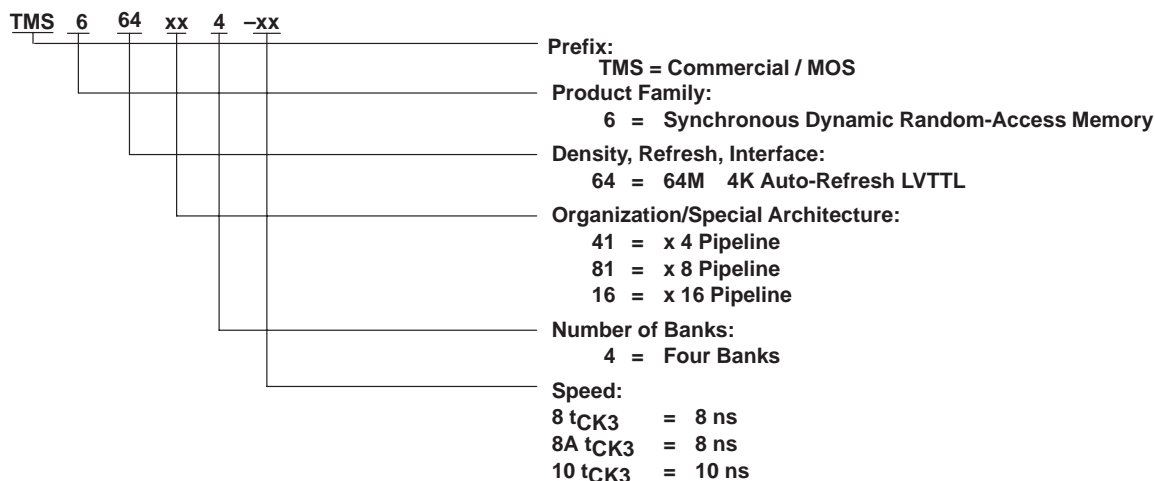 TMS 6 64 xx 4 –xx
Prefix:
TMS = Commercial / MOS
Product Family:
6 = Synchronous Dynamic Random-Access Memory
Density, Refresh, Interface:
64 = 64M 4K Auto-Refresh LVTTL
Organization/Special Architecture:
41 = x 4 Pipeline
81 = x 8 Pipeline
16 = x 16 Pipeline
Number of Banks:
4 = Four Banks
Speed:
8 tCK3 = 8 ns
8A tCK3 = 8 ns
10 tCK3 = 10 ns